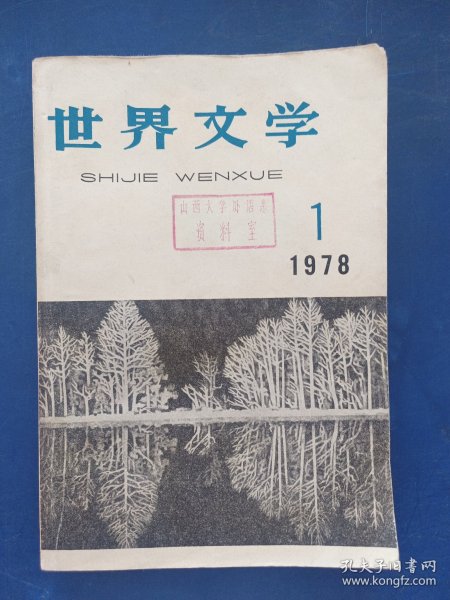 世界文学
SHIJIE WENXUE
山西大学外语系
资料室
1
1978
孔夫子旧书网
www.kongfz.com